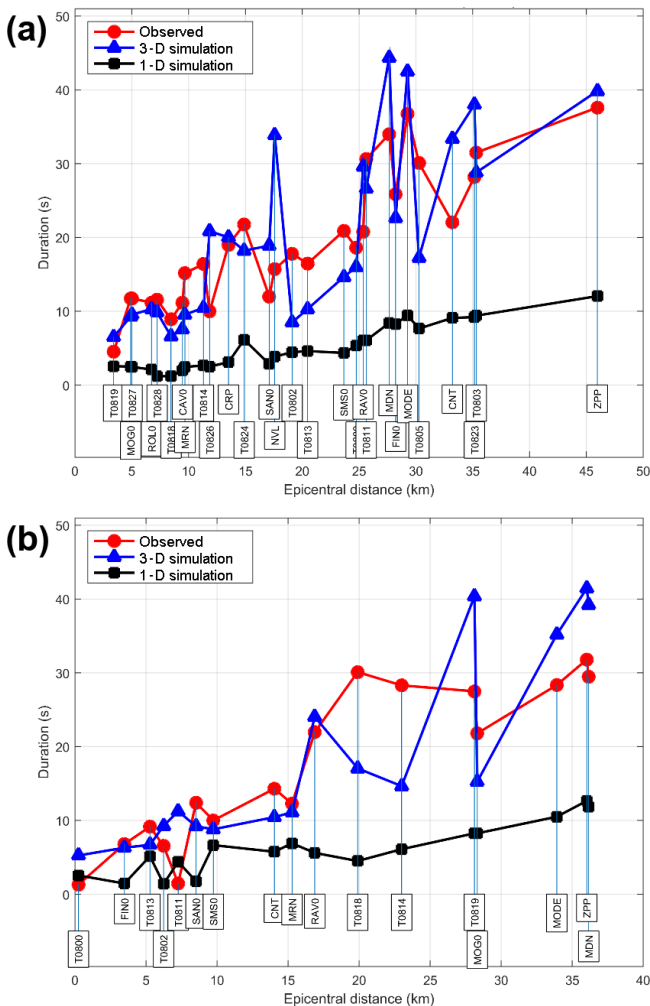 (a)
Observed
3-D simulation
1-D simulation
Duration (s)
50
40
30
20
10
0
T0819
T0827
MOG0
ROL0
T0828
T0818
CAV0
MRN
T0814
T0826
CRP
T0824
SAN0
NVL
T0802
T0813
SMS0
RAV0
T0811
MDN
FIN0
MODE
T0805
CNT
T0803
T0823
ZPP
0 5 10 15 20 25 30 35 40 45 50
Epicentral distance (km)
(b)
Observed
3-D simulation
1-D simulation
Duration (s)
50
40
30
20
10
0
T0800
FIN0
T0813
T0802
T0811
SAN0
SMS0
CNT
MRN
RAV0
T0818
T0814
T0819
MOG0
MODE
ZPP
MDN
0 5 10 15 20 25 30 35 40
Epicentral distance (km)